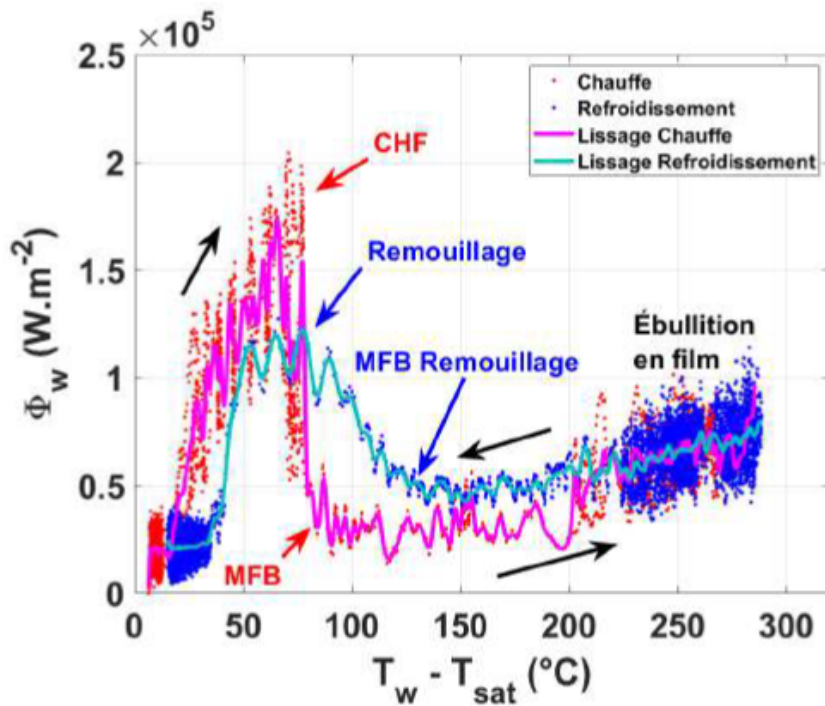 ×10⁵
2.5
2
1.5
1
0.5
0
Φw (W.m⁻²)
Chauffe
Refroidissement
Lissage Chauffe
Lissage Refroidissement
CHF
Remouillage
MFB Remouillage
Ébullition
en film
MFB
0 50 100 150 200 250 300
Tw - Tsat (°C)